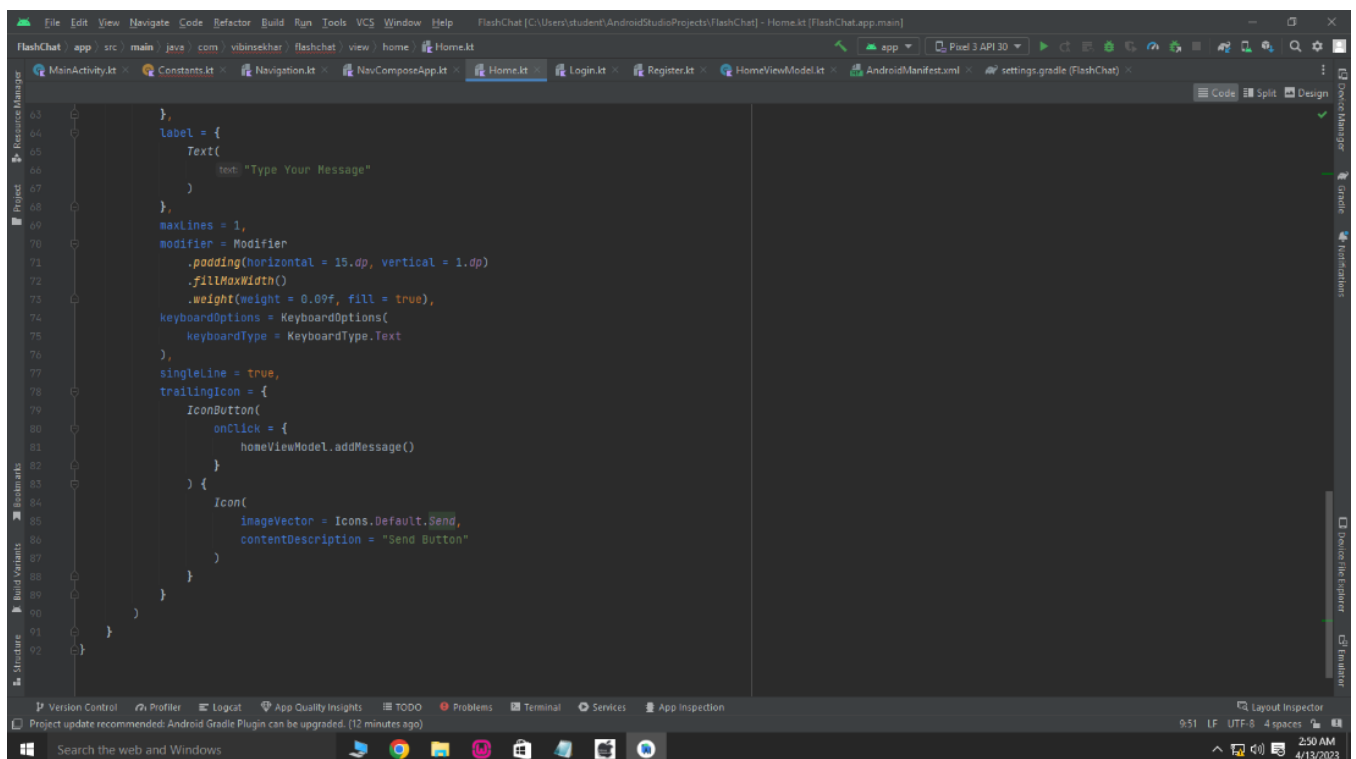 File Edit View Navigate Code Refactor Build Run Tools VCS Window Help FlashChat [C:\Users\student\AndroidStudioProjects\FlashChat] - Home.kt [FlashChat.app.main]
FlashChat app src main java com vibinsekhar flashchat view home Home.kt app Pixel 3 API 30
MainActivity.kt Constants.kt Navigation.kt NavComposeApp.kt Home.kt Login.kt Register.kt HomeViewModel.kt AndroidManifest.xml settings.gradle (FlashChat)
Code Split Design
Resource Manager
Project
Bookmarks
Build Variants
Structure
63 },
64 label = {
65 Text(
66 text: "Type Your Message"
67 )
68 },
69 maxLines = 1,
70 modifier = Modifier
71 .padding(horizontal = 15.dp, vertical = 1.dp)
72 .fillMaxWidth()
73 .weight(weight = 0.09f, fill = true),
74 keyboardOptions = KeyboardOptions(
75 keyboardType = KeyboardType.Text
76 ),
77 singleLine = true,
78 trailingIcon = {
79 IconButton(
80 onClick = {
81 homeViewModel.addMessage()
82 }
83 ) {
84 Icon(
85 imageVector = Icons.Default.Send,
86 contentDescription = "Send Button"
87 )
88 }
89 }
90 )
91 }
92 }
Device Manager
Gradle
Notifications
Device File Explorer
Emulator
Version Control Profiler Logcat App Quality Insights TODO Problems Terminal Services App Inspection Layout Inspector
Project update recommended: Android Gradle Plugin can be upgraded. (12 minutes ago) 9:51 LF UTF-8 4 spaces
Search the web and Windows
2:50 AM
4/13/2023